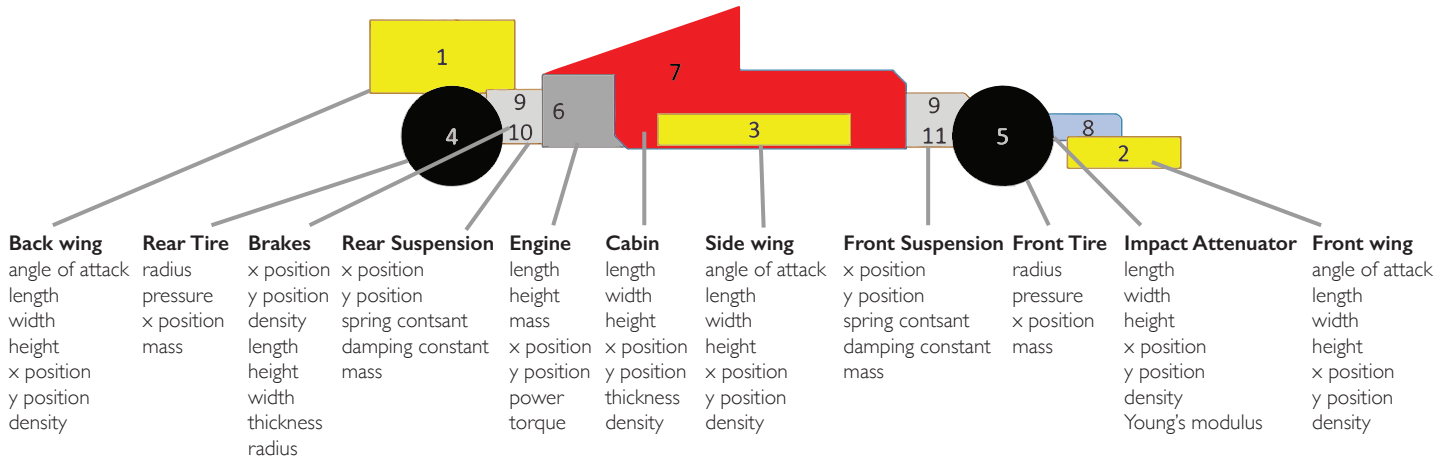 1
7
9
6
9
3
8
4
10
11
5
2
Back wing
angle of attack
length
width
height
x position
y position
density
Rear Tire
radius
pressure
x position
mass
Brakes
x position
y position
density
length
height
width
thickness
radius
Rear Suspension
x position
y position
spring contsant
damping constant
mass
Engine
length
height
mass
x position
y position
power
torque
Cabin
length
width
height
x position
y position
thickness
density
Side wing
angle of attack
length
width
height
x position
y position
density
Front Suspension
x position
y position
spring contsant
damping constant
mass
Front Tire
radius
pressure
x position
mass
Impact Attenuator
length
width
height
x position
y position
density
Young's modulus
Front wing
angle of attack
length
width
height
x position
y position
density